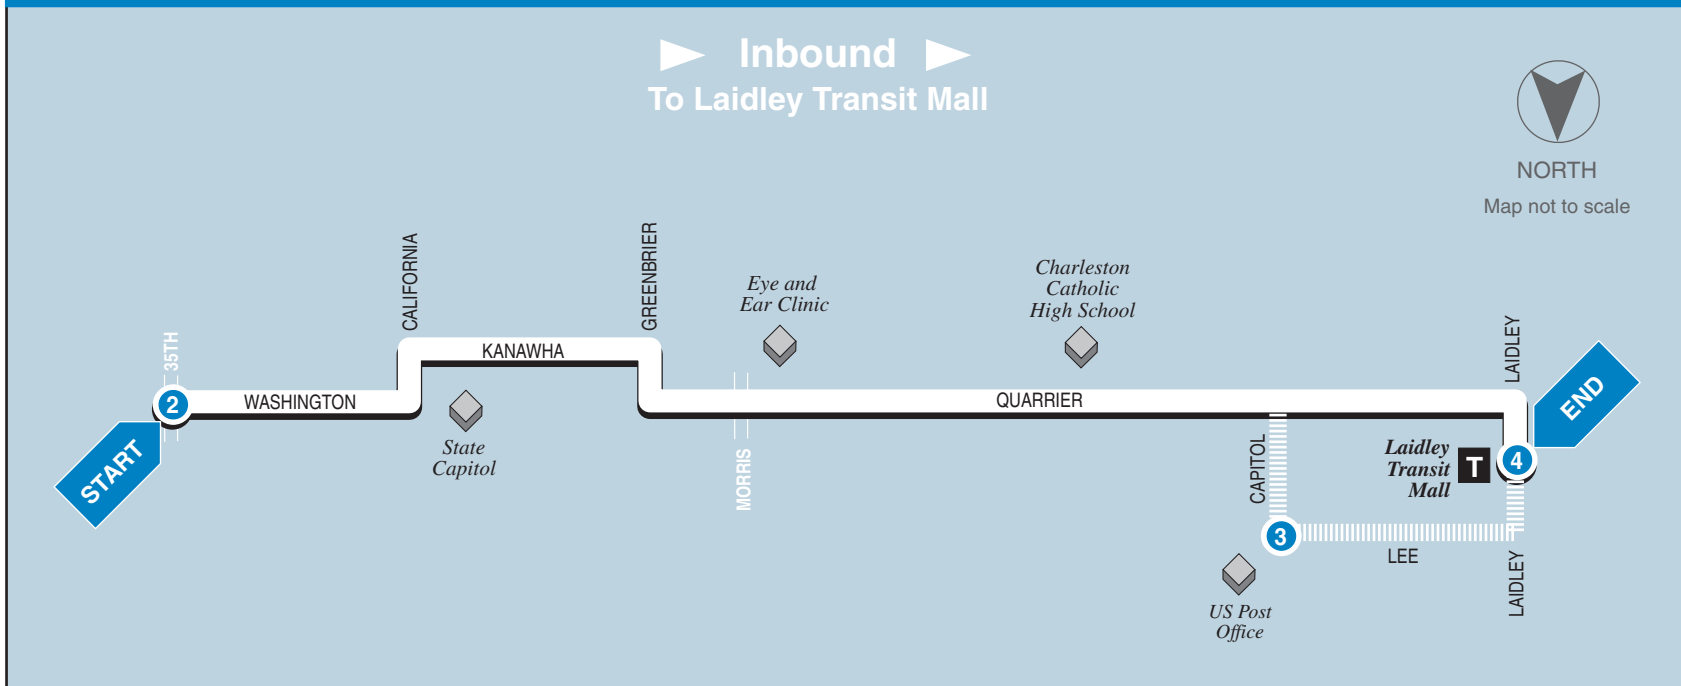 Inbound
To Laidley Transit Mall
NORTH
Map not to scale
CALIFORNIA
GREENBRIER
Eye and
Ear Clinic
Charleston
Catholic
High School
LAIDLEY
35TH
KANAWHA
2
WASHINGTON
QUARRIER
END
START
State
Capitol
MORRIS
CAPITOL
Laidley
Transit
Mall
T
4
3
LEE
LAIDLEY
US Post
Office